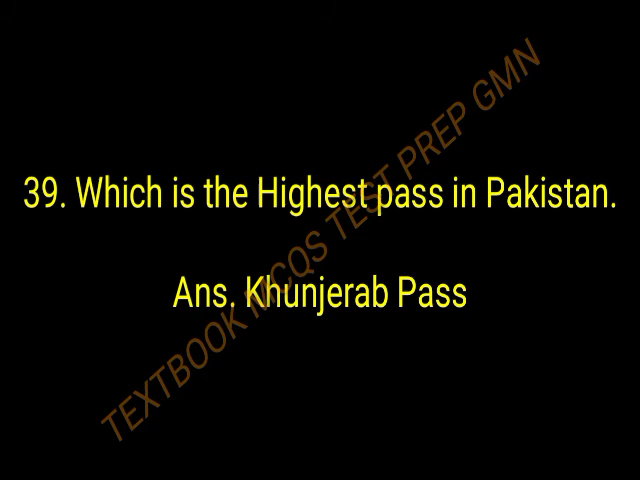 39. Which is the Highest pass in Pakistan.
Ans. Khunjerab Pass
TEXTBOOK MCQS TEST PREP GMN